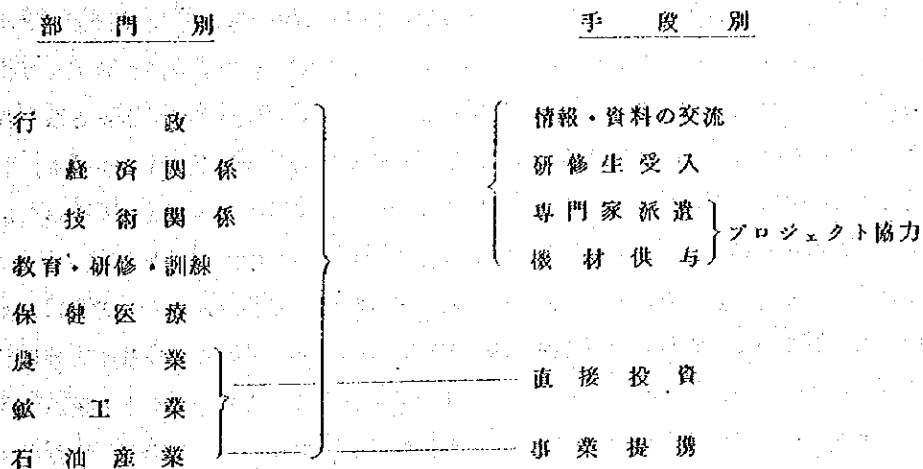 部門別
手段別
行政
経済関係
技術関係
教育・研修・訓練
保健医療
農業
鉱工業
石油産業
情報・資料の交流
研修生受入
専門家派遣
機材供与
プロジェクト協力
直接投資
事業提携